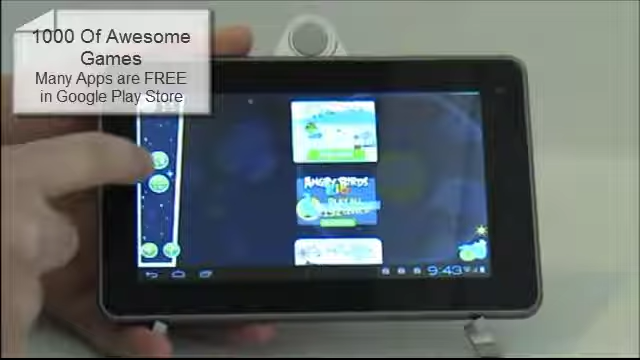 1000 Of Awesome
Games
Many Apps are FREE
in Google Play Store
ANGRY BIRDS
9:43